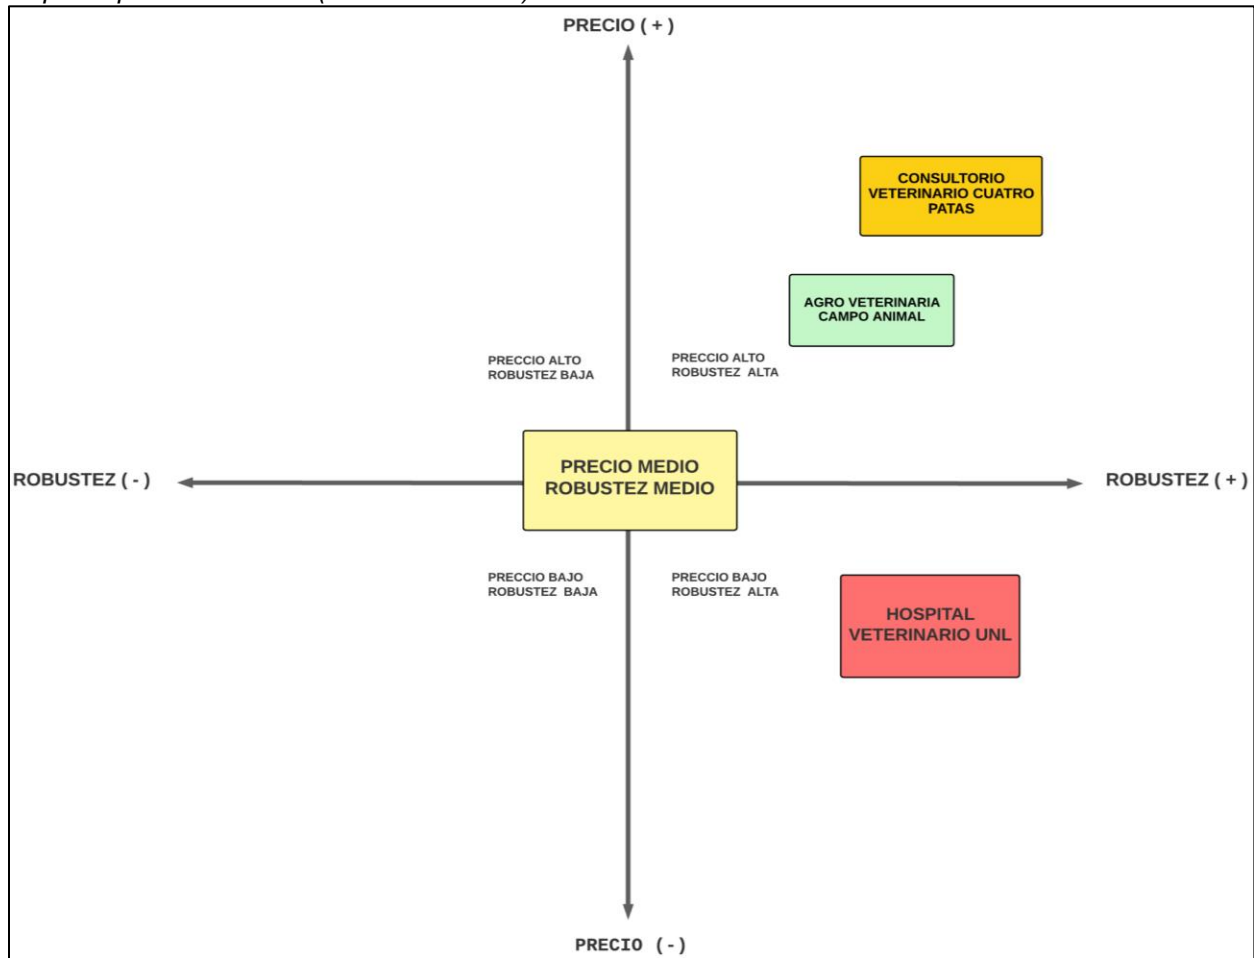 PRECIO ( + )
CONSULTORIO
VETERINARIO CUATRO
PATAS
AGRO VETERINARIA
CAMPO ANIMAL
PRECCIO ALTO
ROBUSTEZ BAJA
PRECCIO ALTO
ROBUSTEZ ALTA
ROBUSTEZ ( - )
PRECIO MEDIO
ROBUSTEZ MEDIO
ROBUSTEZ ( + )
PRECCIO BAJO
ROBUSTEZ BAJA
PRECCIO BAJO
ROBUSTEZ ALTA
HOSPITAL
VETERINARIO UNL
PRECIO (-)